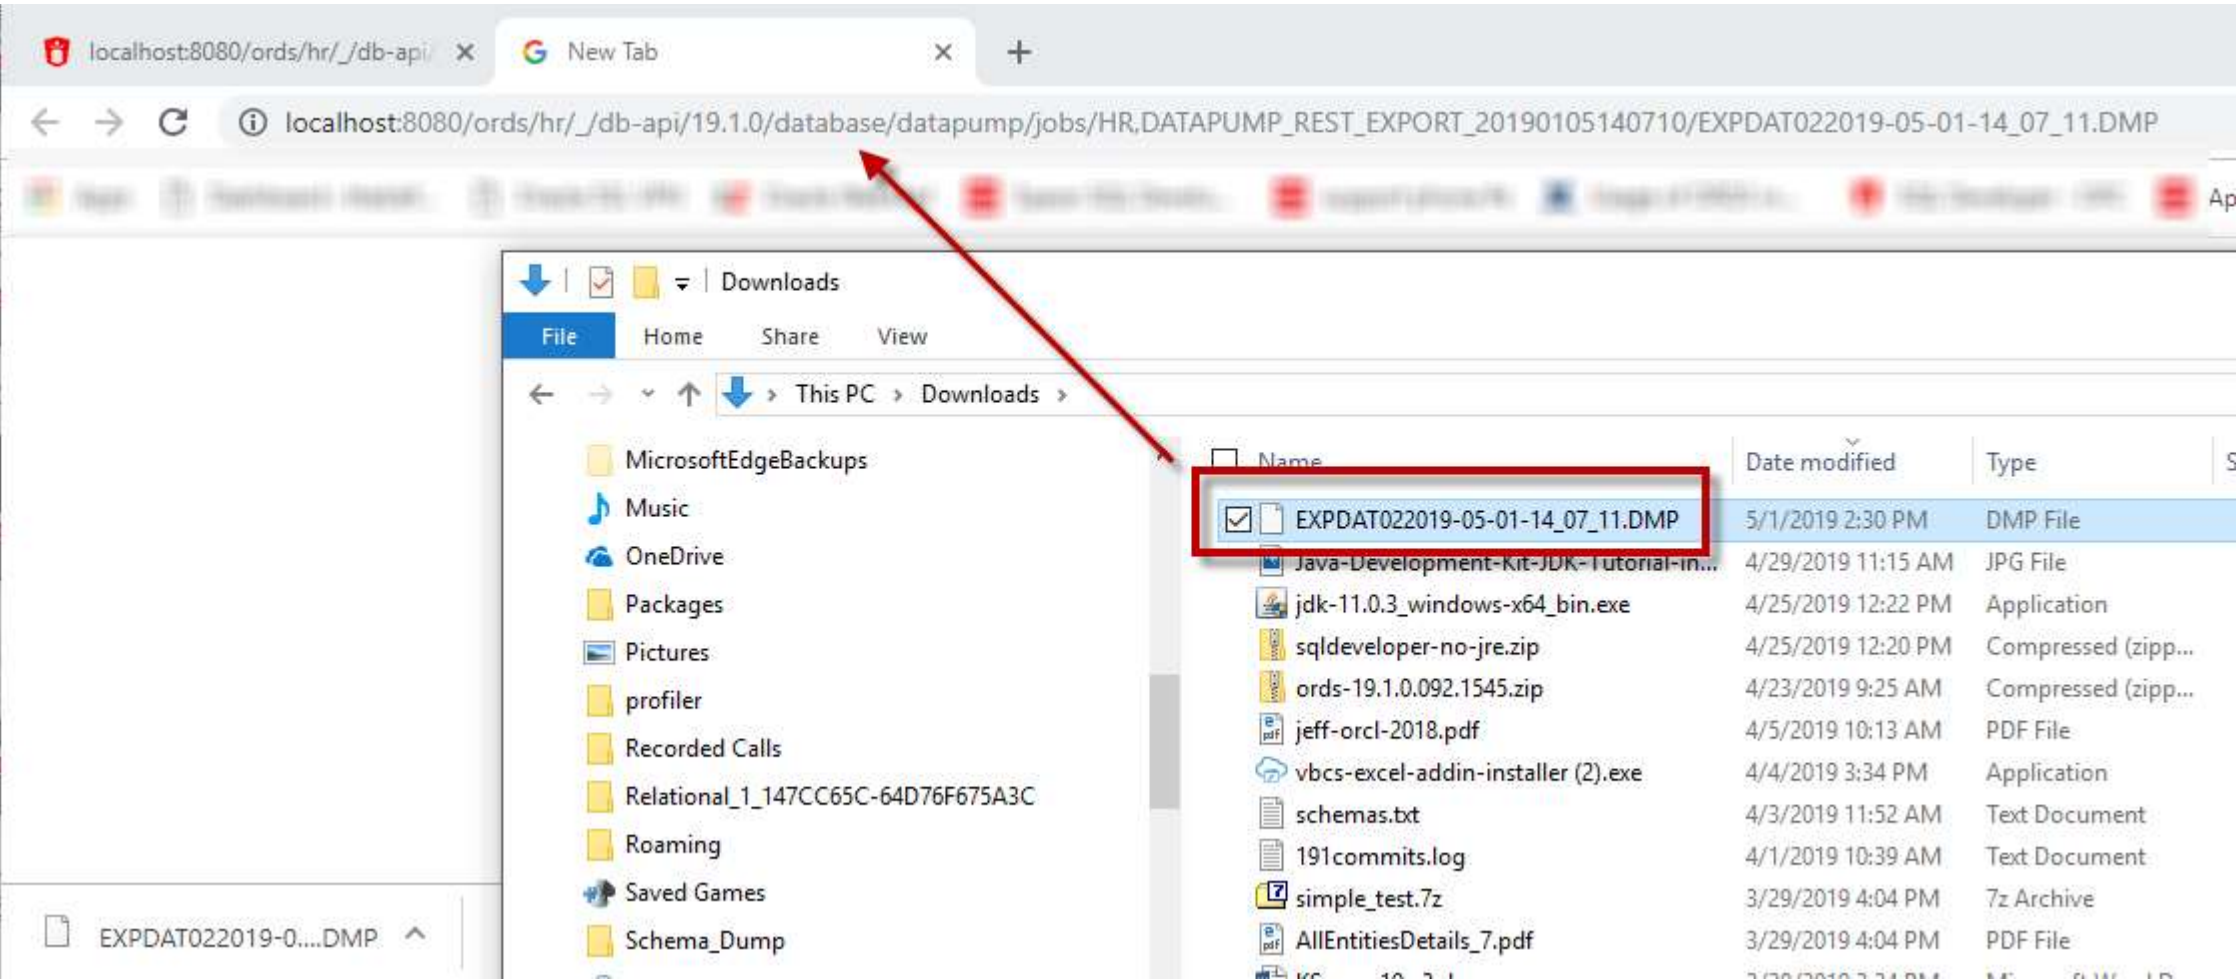 localhost:8080/ords/hr/_/db-api/
New Tab
localhost:8080/ords/hr/_/db-api/19.1.0/database/datapump/jobs/HR,DATAPUMP_REST_EXPORT_20190105140710/EXPDAT022019-05-01-14_07_11.DMP
Downloads
File Home Share View
This PC > Downloads >
MicrosoftEdgeBackups
Music
OneDrive
Packages
Pictures
profiler
Recorded Calls
Relational_1_147CC65C-64D76F675A3C
Roaming
Saved Games
Schema_Dump
Name Date modified Type
EXPDAT022019-05-01-14_07_11.DMP 5/1/2019 2:30 PM DMP File
Java-Development-Kit-JDK-Tutorial-in... 4/29/2019 11:15 AM JPG File
jdk-11.0.3_windows-x64_bin.exe 4/25/2019 12:22 PM Application
sqldeveloper-no-jre.zip 4/25/2019 12:20 PM Compressed (zipp...
ords-19.1.0.092.1545.zip 4/23/2019 9:25 AM Compressed (zipp...
jeff-orcl-2018.pdf 4/5/2019 10:13 AM PDF File
vbcs-excel-addin-installer (2).exe 4/4/2019 3:34 PM Application
schemas.txt 4/3/2019 11:52 AM Text Document
191commits.log 4/1/2019 10:39 AM Text Document
simple_test.7z 3/29/2019 4:04 PM 7z Archive
AllEntitiesDetails_7.pdf 3/29/2019 4:04 PM PDF File
EXPDAT022019-0....DMP